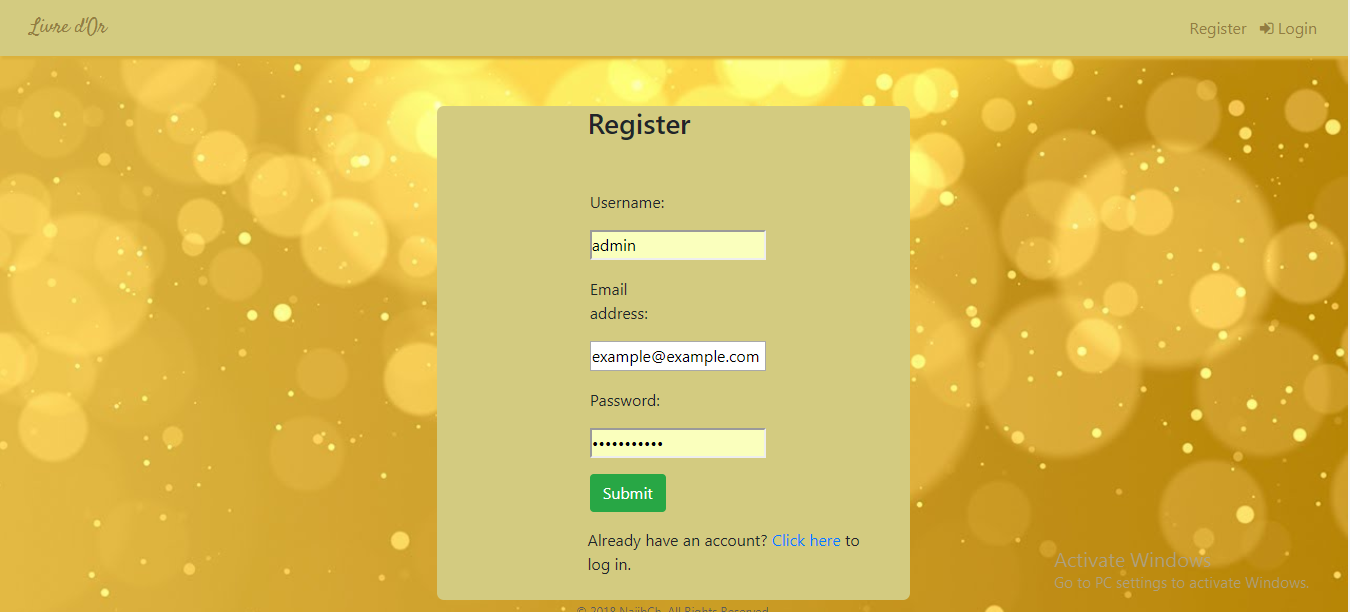 Livre d'Or
Register Login
Register
Username:
admin
Email
address:
example@example.com
Password:
•••••••••••
Submit
Already have an account? Click here to
log in.
Activate Windows
Go to PC settings to activate Windows.
© 2018 NajibCh. All Rights Reserved